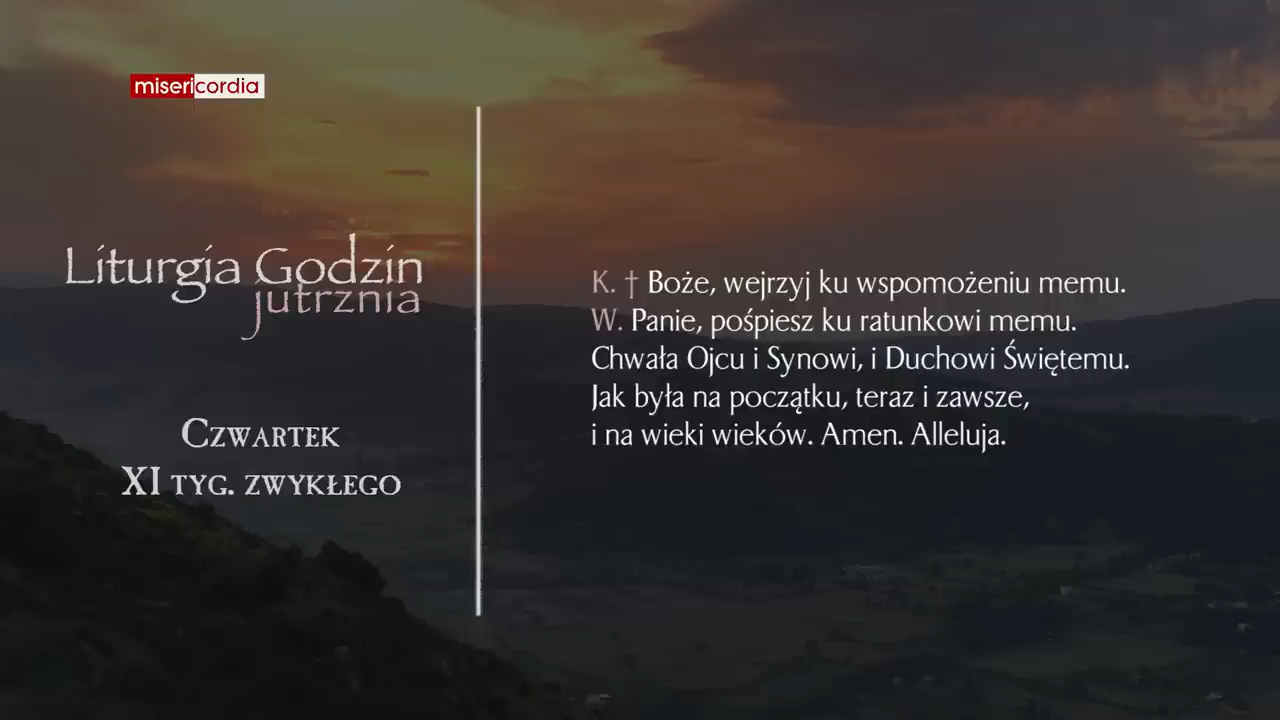 misericordia
Liturgia Godzin
jutrznia
Czwartek
XI tyg. zwykłego
K. † Boże, wejrzyj ku wspomożeniu memu.
W. Panie, pośpiesz ku ratunkowi memu.
Chwała Ojcu i Synowi, i Duchowi Świętemu.
Jak była na początku, teraz i zawsze,
i na wieki wieków. Amen. Alleluja.